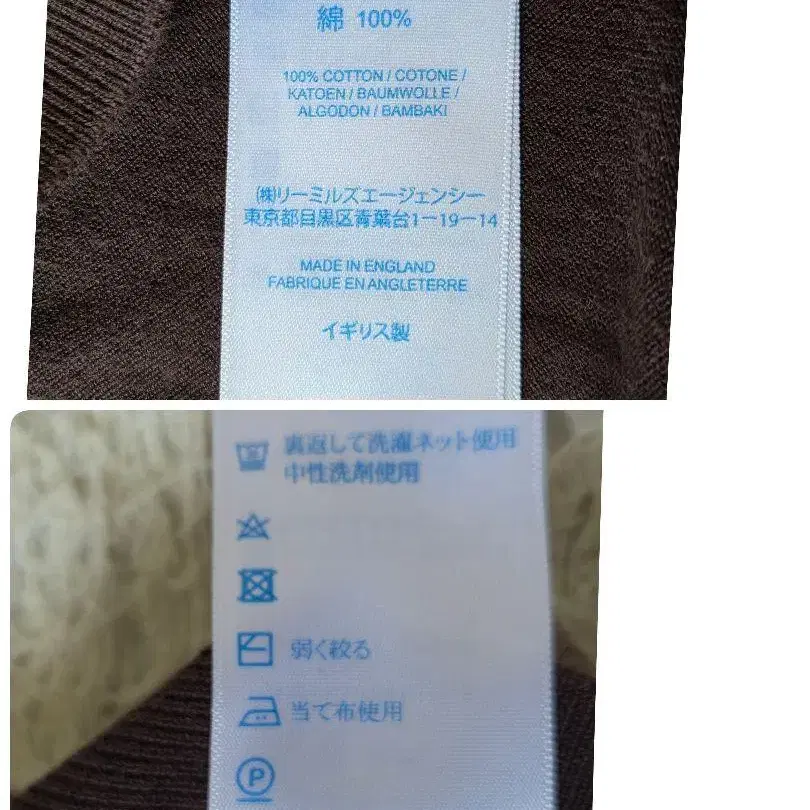 綿 100%
100% COTTON / COTONE /
KATOEN / BAUMWOLLE /
ALGODON / BAMBAKI
㈱リーミルズエージェンシー
東京都目黒区青葉台1-19-14
MADE IN ENGLAND
FABRIQUE EN ANGLETERRE
イギリス製
裏返して洗濯ネット使用
中性洗剤使用
弱く絞る
当て布使用
P